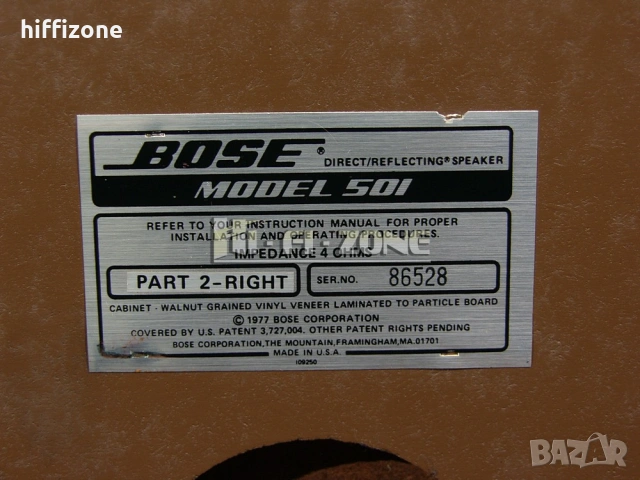 hiffizone
BOSE® DIRECT/REFLECTING® SPEAKER
MODEL 501
REFER TO YOUR INSTRUCTION MANUAL FOR PROPER
INSTALLATION AND OPERATING PROCEDURES.
Hi-Fi-ZONE
IMPEDANCE 4 OHMS
PART 2-RIGHT SER.NO. 86528
CABINET - WALNUT GRAINED VINYL VENEER LAMINATED TO PARTICLE BOARD
© 1977 BOSE CORPORATION
COVERED BY U.S. PATENT 3,727,004. OTHER PATENT RIGHTS PENDING
BOSE CORPORATION, THE MOUNTAIN, FRAMINGHAM, MA. 01701
MADE IN U.S.A.
109250
BAZAR